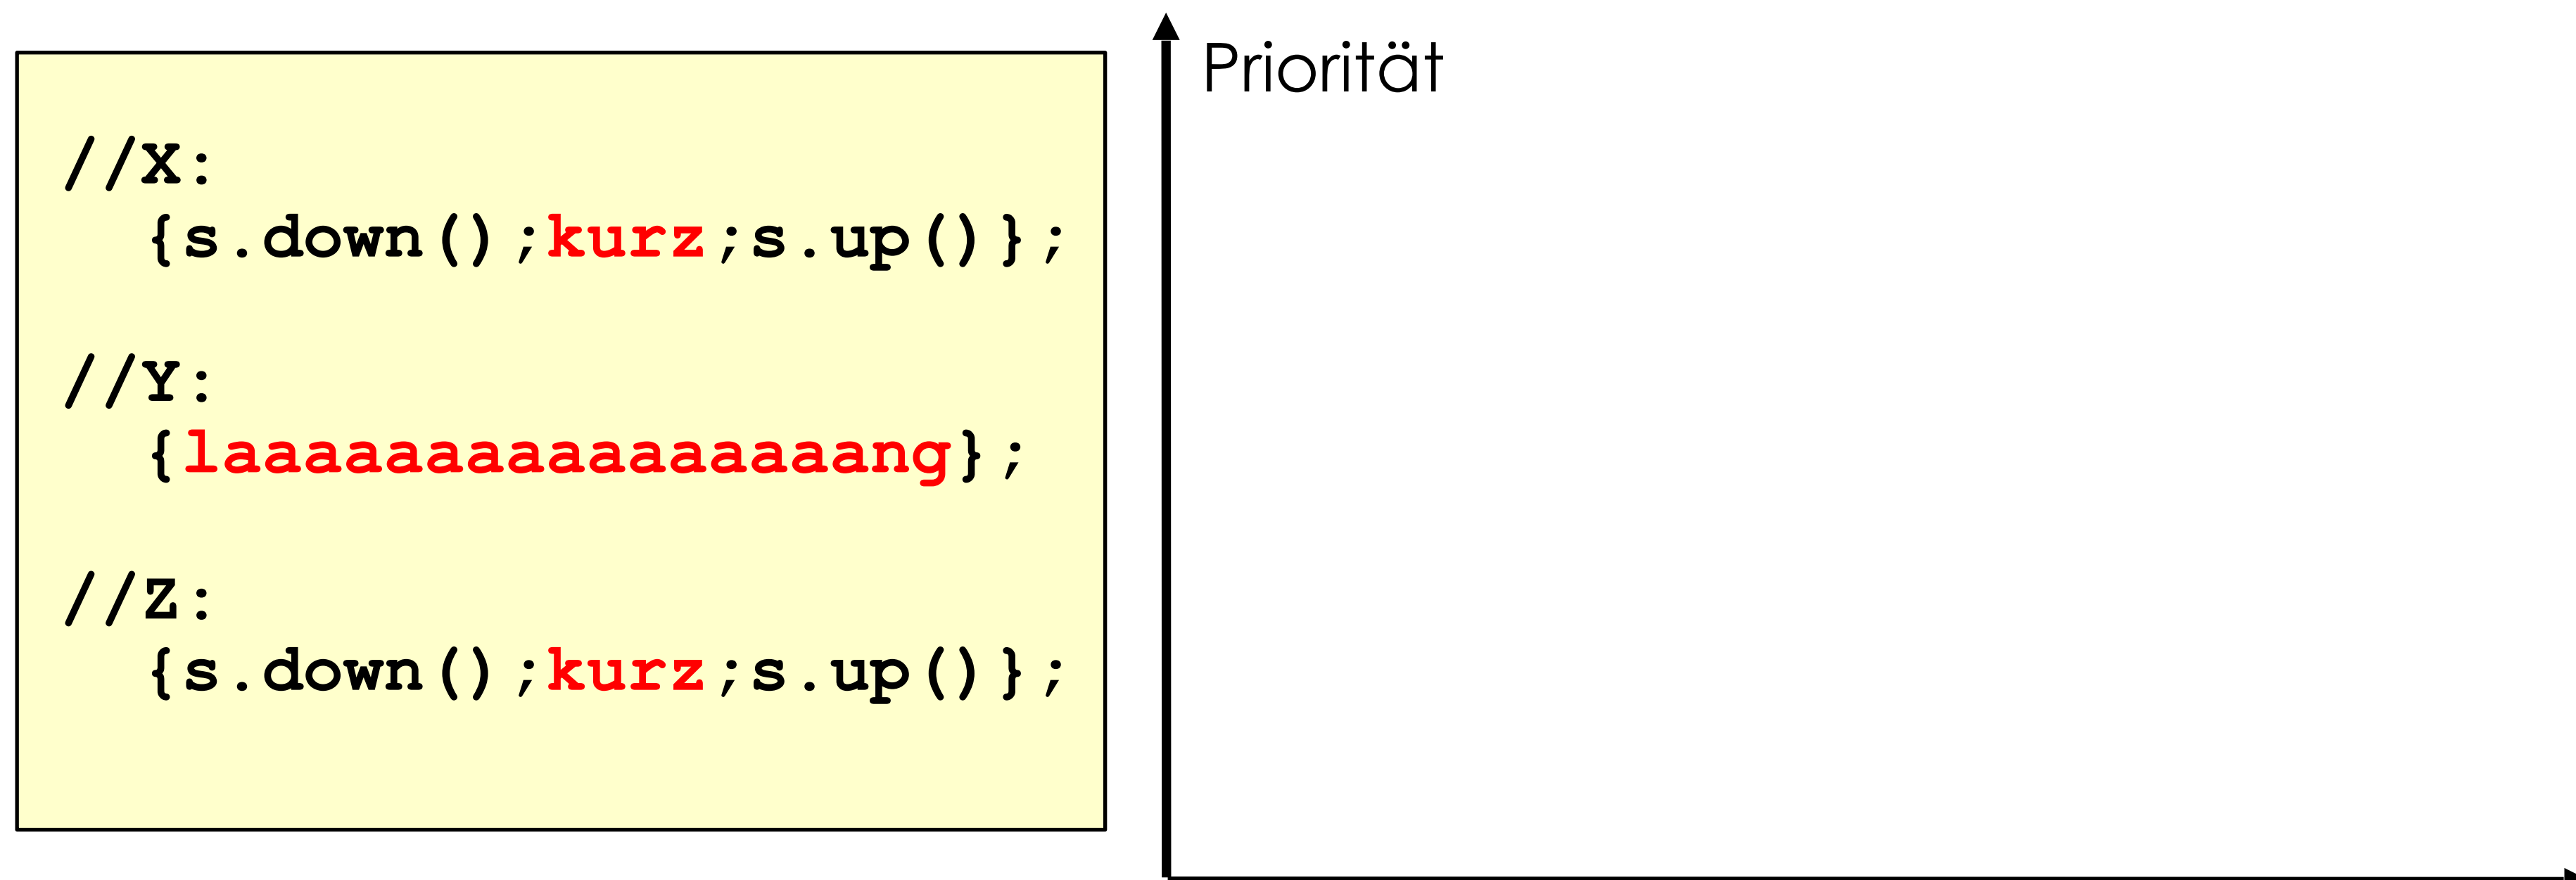 //X:
{s.down();kurz;s.up()};
//Y:
{laaaaaaaaaaaaaaaang};
//Z:
{s.down();kurz;s.up()};
Priorität